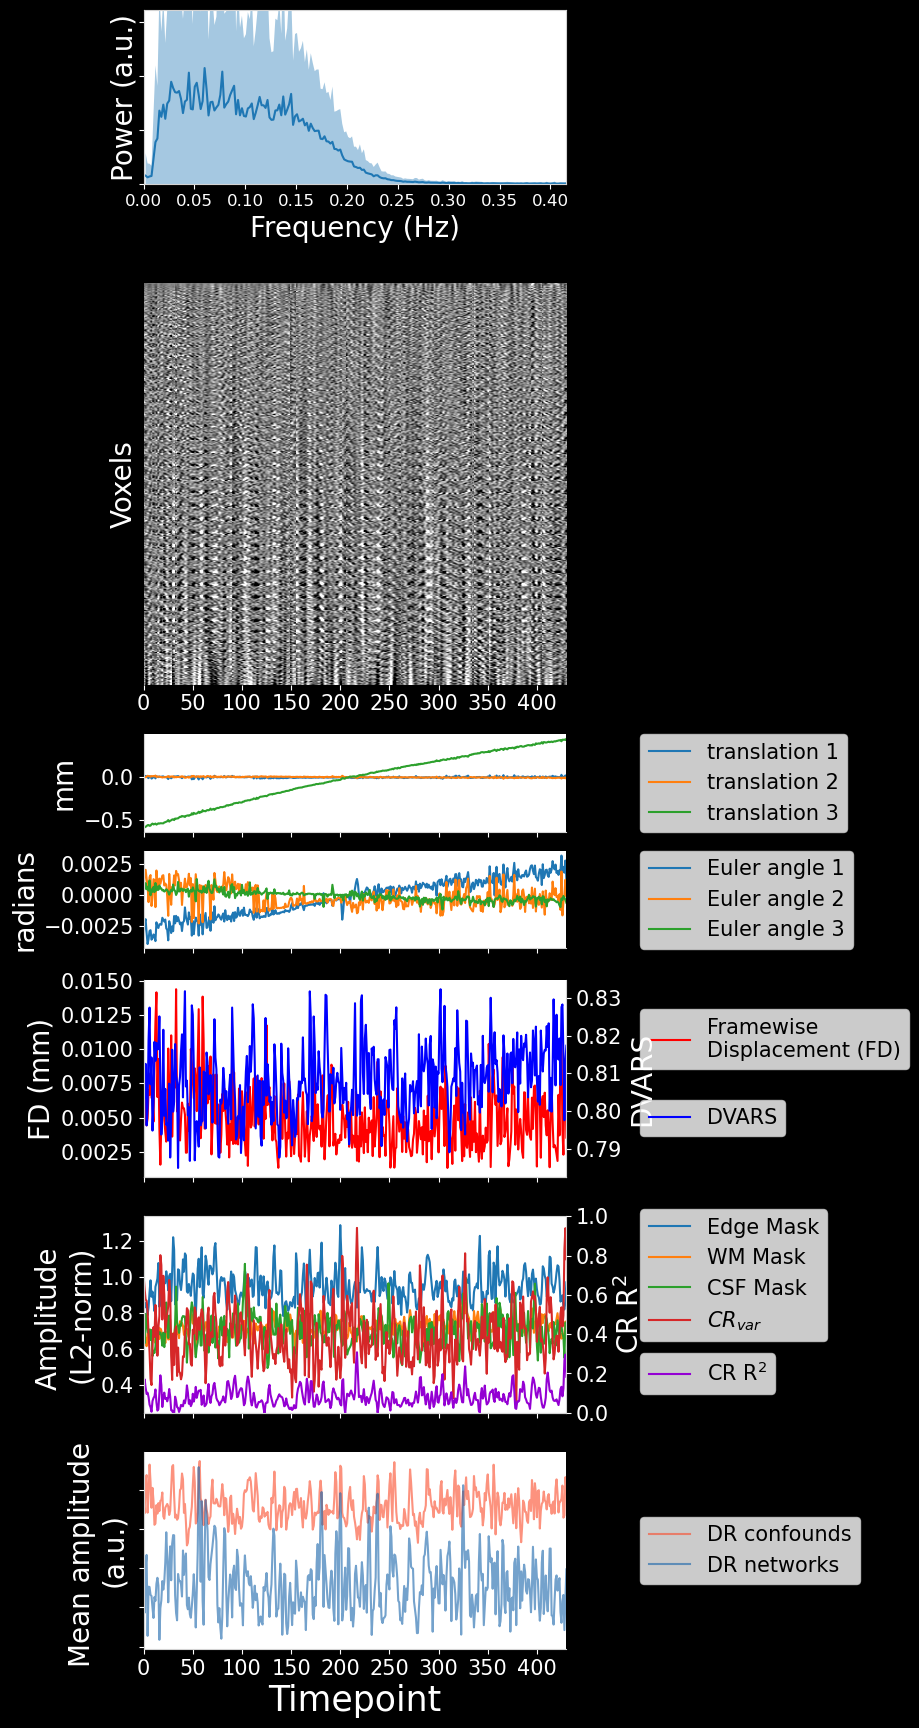 Power (a.u.)
0.00 0.05 0.10 0.15 0.20 0.25 0.30 0.35 0.40
Frequency (Hz)
Voxels
0 50 100 150 200 250 300 350 400
mm
0.0
−0.5
translation 1
translation 2
translation 3
radians
0.0025
0.0000
−0.0025
Euler angle 1
Euler angle 2
Euler angle 3
FD (mm)
0.0150
0.0125
0.0100
0.0075
0.0050
0.0025
0.83
0.82
0.81
0.80
0.79
DVARS
Framewise
Displacement (FD)
DVARS
Amplitude
(L2-norm)
1.2
1.0
0.8
0.6
0.4
1.0
0.8
0.6
0.4
0.2
0.0
CR R²
Edge Mask
WM Mask
CSF Mask
CR_var
CR R²
Mean amplitude
(a.u.)
DR confounds
DR networks
0 50 100 150 200 250 300 350 400
Timepoint